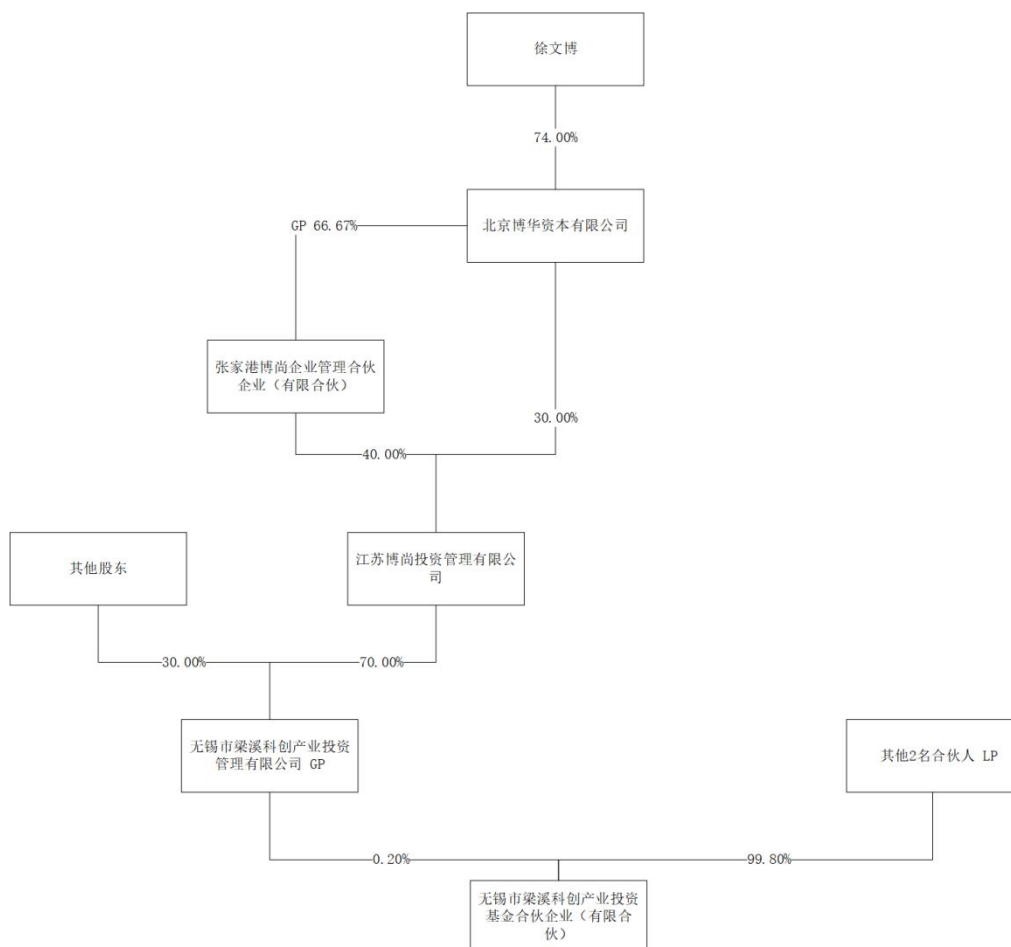 徐文博
74.00%
GP 66.67%
北京博华资本有限公司
张家港博尚企业管理合伙
企业（有限合伙）
30.00%
40.00%
其他股东
江苏博尚投资管理有限公
司
30.00%
70.00%
无锡市梁溪科创产业投资
管理有限公司 GP
其他2名合伙人 LP
0.20%
99.80%
无锡市梁溪科创产业投资
基金合伙企业（有限合
伙）